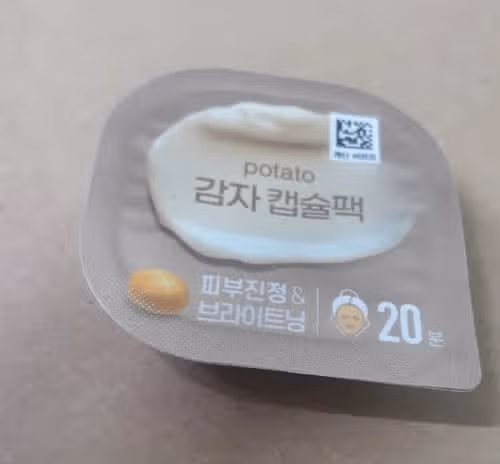 potato
감자 캡슐팩
피부진정 &
브라이트닝
20분